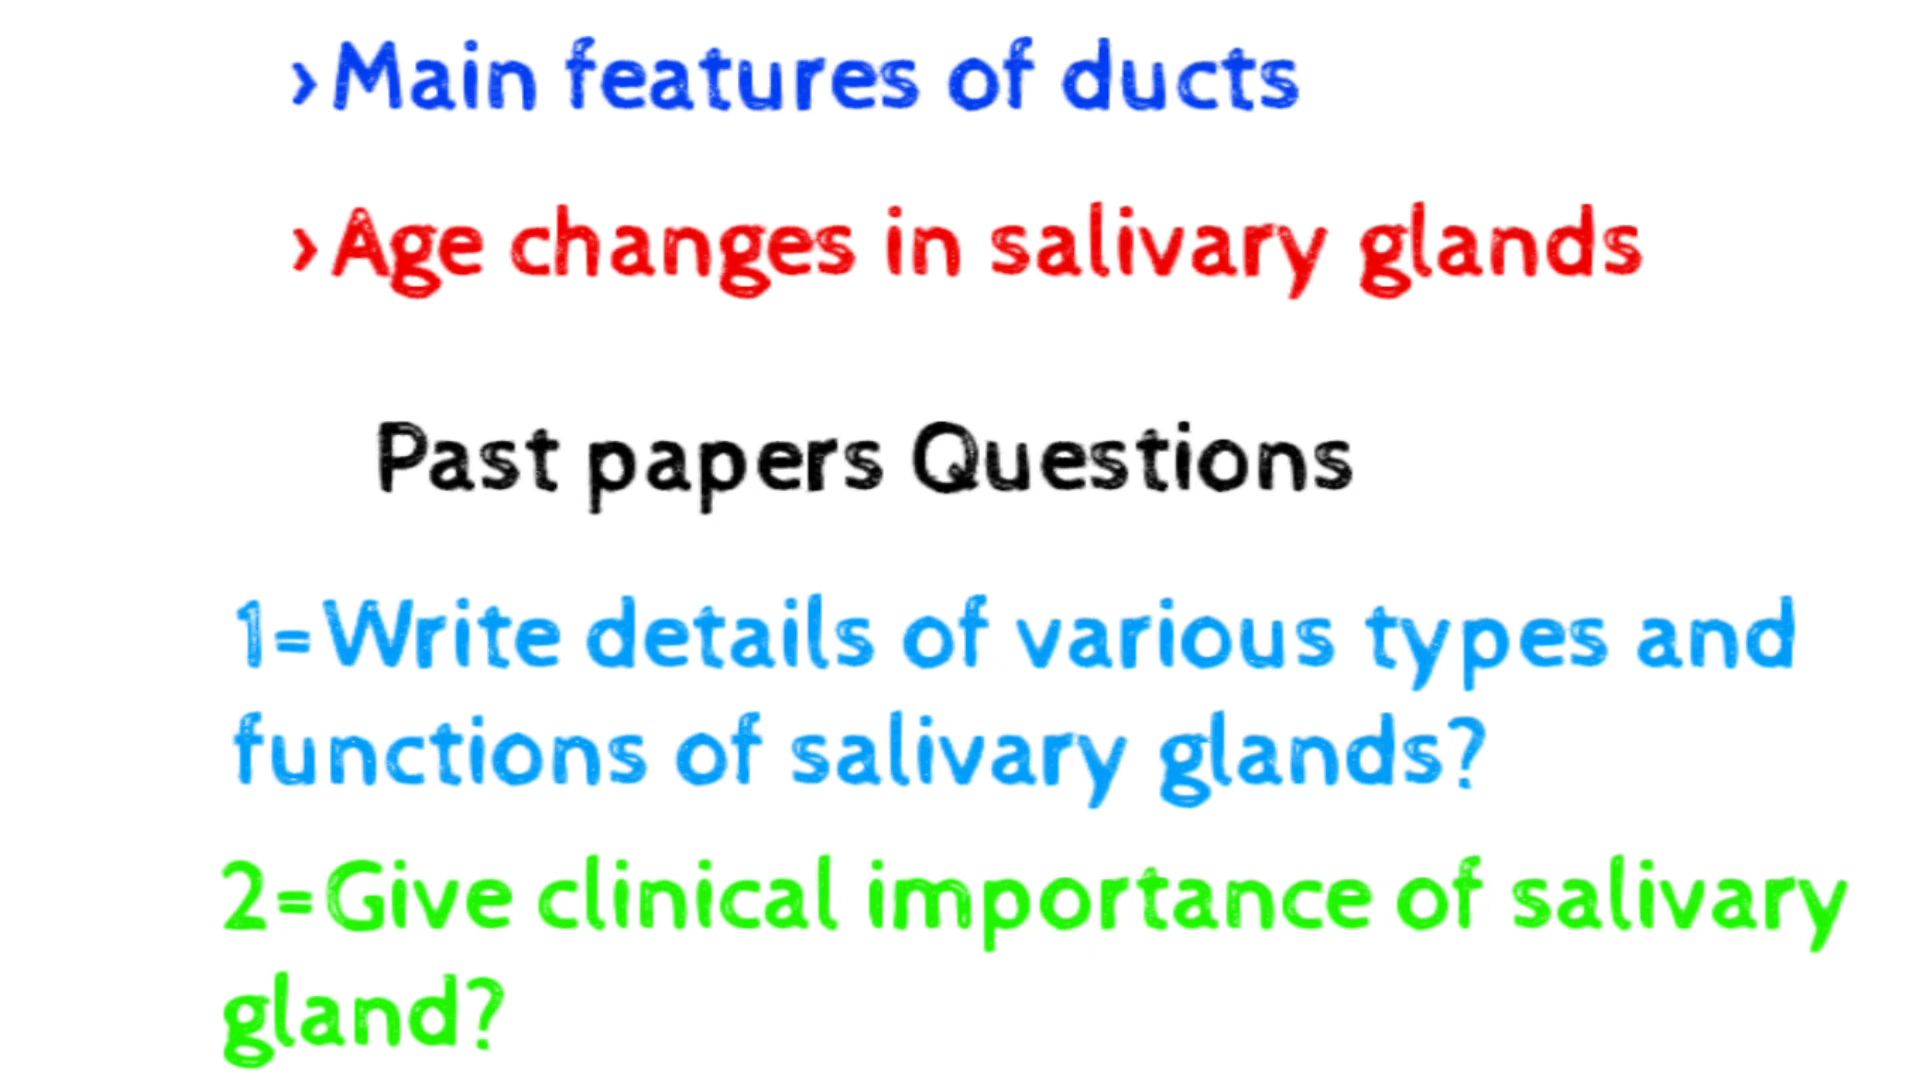 ›Main features of ducts
›Age changes in salivary glands
Past papers Questions
1=Write details of various types and
functions of salivary glands?
2=Give clinical importance of salivary
gland?